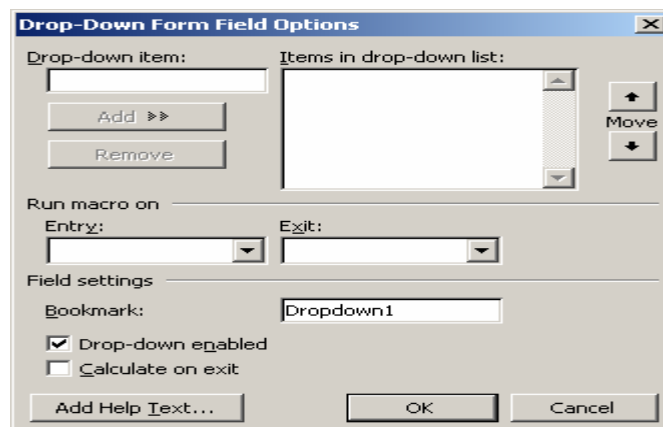 Drop-Down Form Field Options
Drop-down item: Items in drop-down list:
Add
Move
Remove
Run macro on
Entry: Exit:
Field settings
Bookmark: Dropdown1
Drop-down enabled
Calculate on exit
Add Help Text... OK Cancel